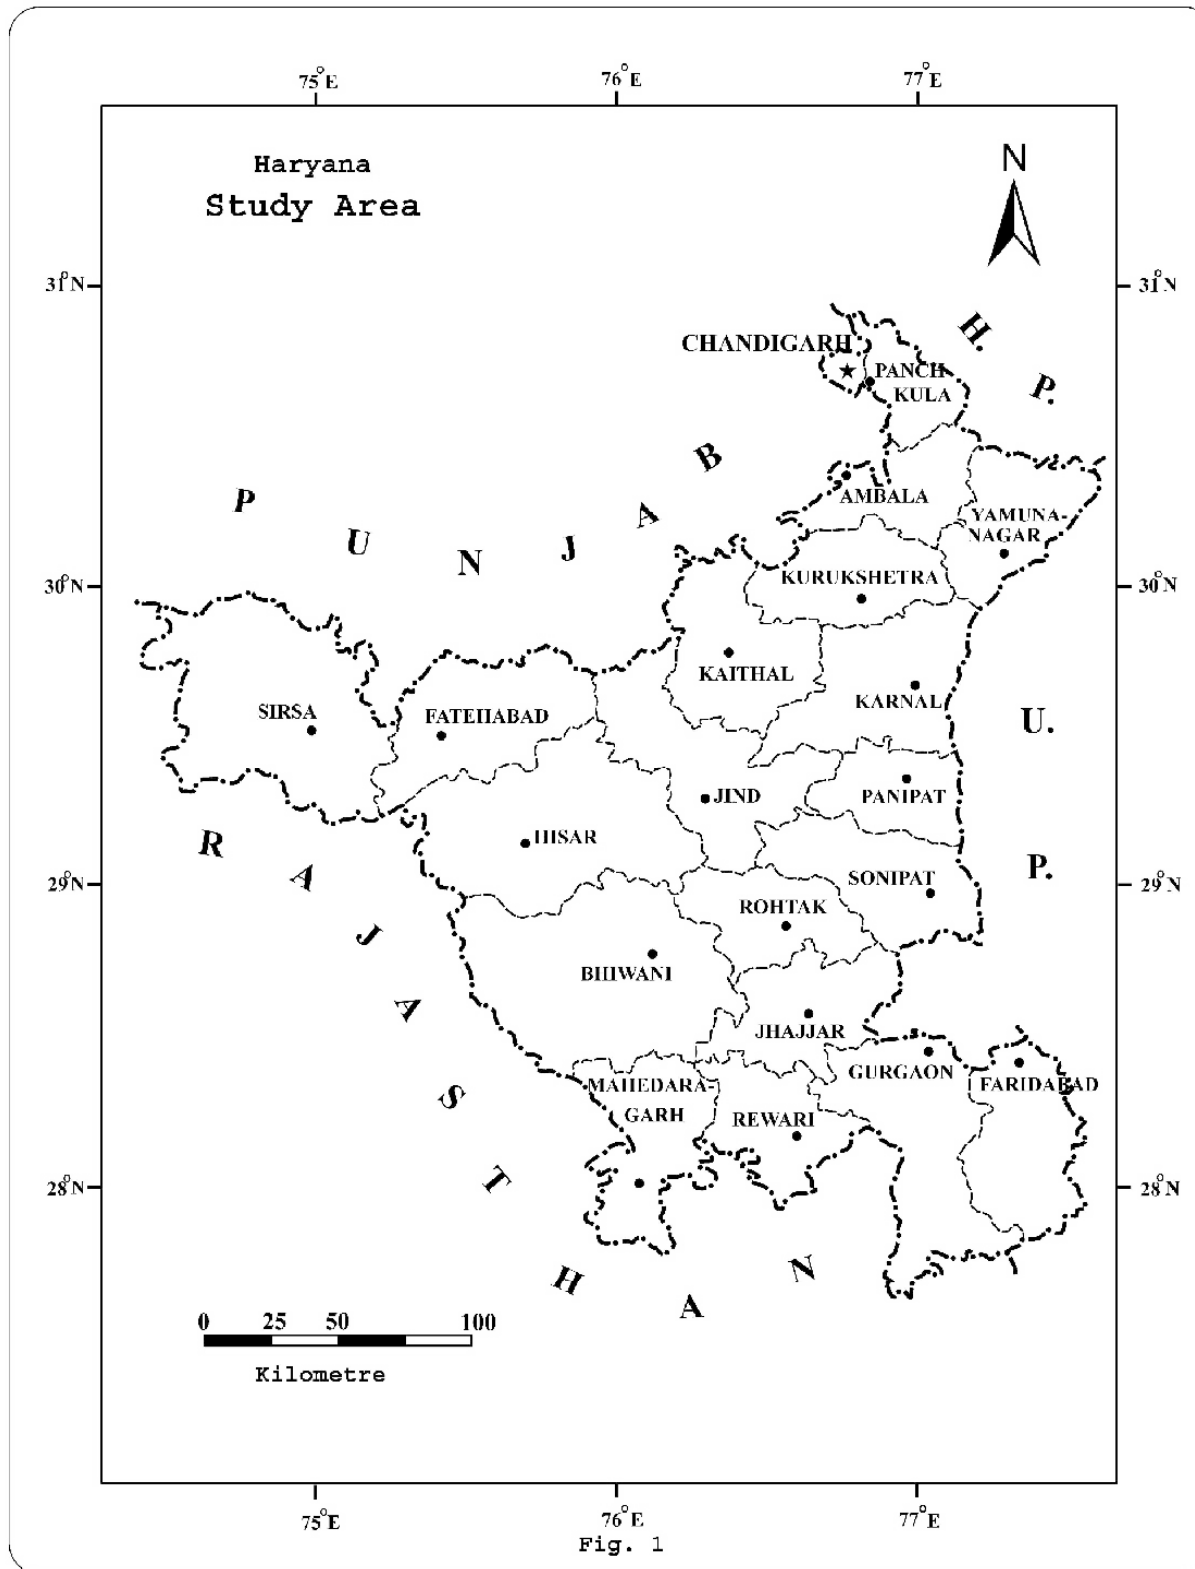 75°E 76°E 77°E
Haryana
Study Area
N
31°N 31°N
H.
P.
CHANDIGARH
PANCH
KULA
P U N J A B
AMBALA
YAMUNA-
NAGAR
30°N 30°N
KURUKSHETRA
KAITHAL
KARNAL
SIRSA
FATEHABAD
U.
P.
JIND
PANIPAT
HISAR
R A J A S T H A N
29°N 29°N
SONIPAT
ROHTAK
BHIWANI
JHAJJAR
GURGAON
FARIDABAD
MAHEDARA-
GARH
REWARI
28°N 28°N
0 25 50 100
Kilometre
75°E 76°E 77°E
Fig. 1